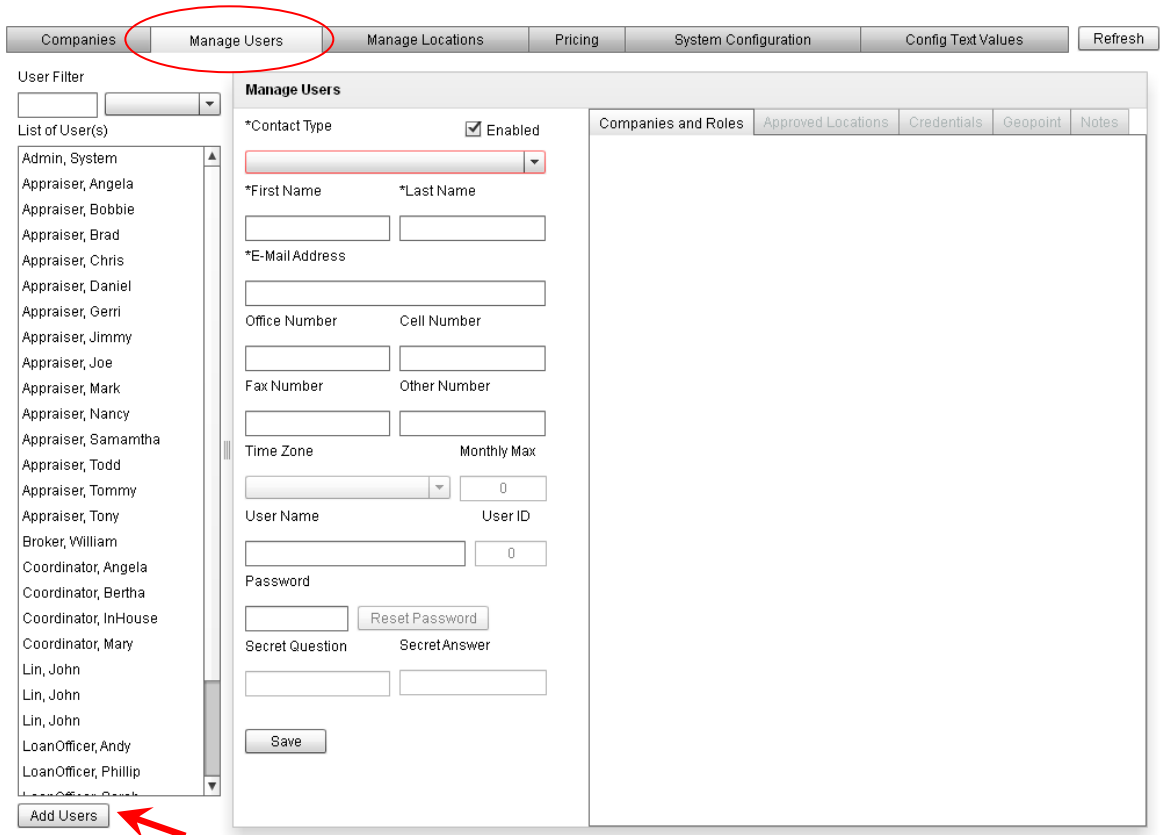 Companies Manage Users Manage Locations Pricing System Configuration Config Text Values Refresh
User Filter
List of User(s)
Admin, System
Appraiser, Angela
Appraiser, Bobbie
Appraiser, Brad
Appraiser, Chris
Appraiser, Daniel
Appraiser, Gerri
Appraiser, Jimmy
Appraiser, Joe
Appraiser, Mark
Appraiser, Nancy
Appraiser, Samamtha
Appraiser, Todd
Appraiser, Tommy
Appraiser, Tony
Broker, William
Coordinator, Angela
Coordinator, Bertha
Coordinator, InHouse
Coordinator, Mary
Lin, John
Lin, John
Lin, John
LoanOfficer, Andy
LoanOfficer, Phillip
Add Users
Manage Users
*Contact Type Enabled
*First Name *Last Name
*E-Mail Address
Office Number Cell Number
Fax Number Other Number
Time Zone Monthly Max
0
User Name User ID
0
Password
Reset Password
Secret Question Secret Answer
Save
Companies and Roles Approved Locations Credentials Geopoint Notes